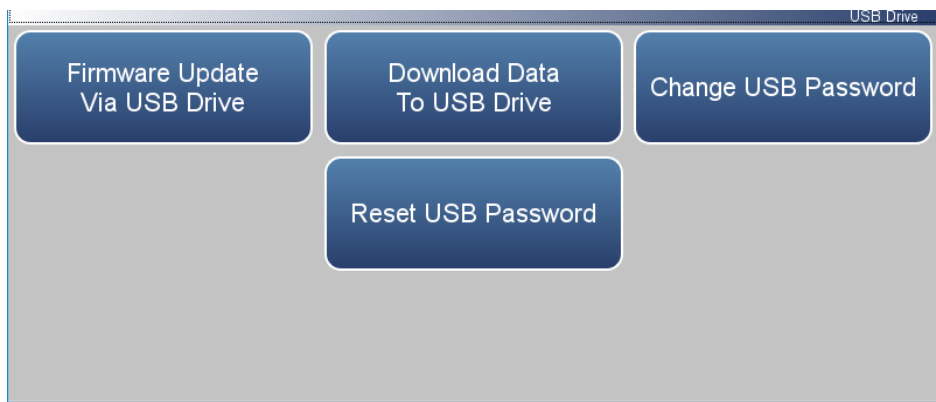 USB Drive
Firmware Update
Via USB Drive
Download Data
To USB Drive
Change USB Password
Reset USB Password